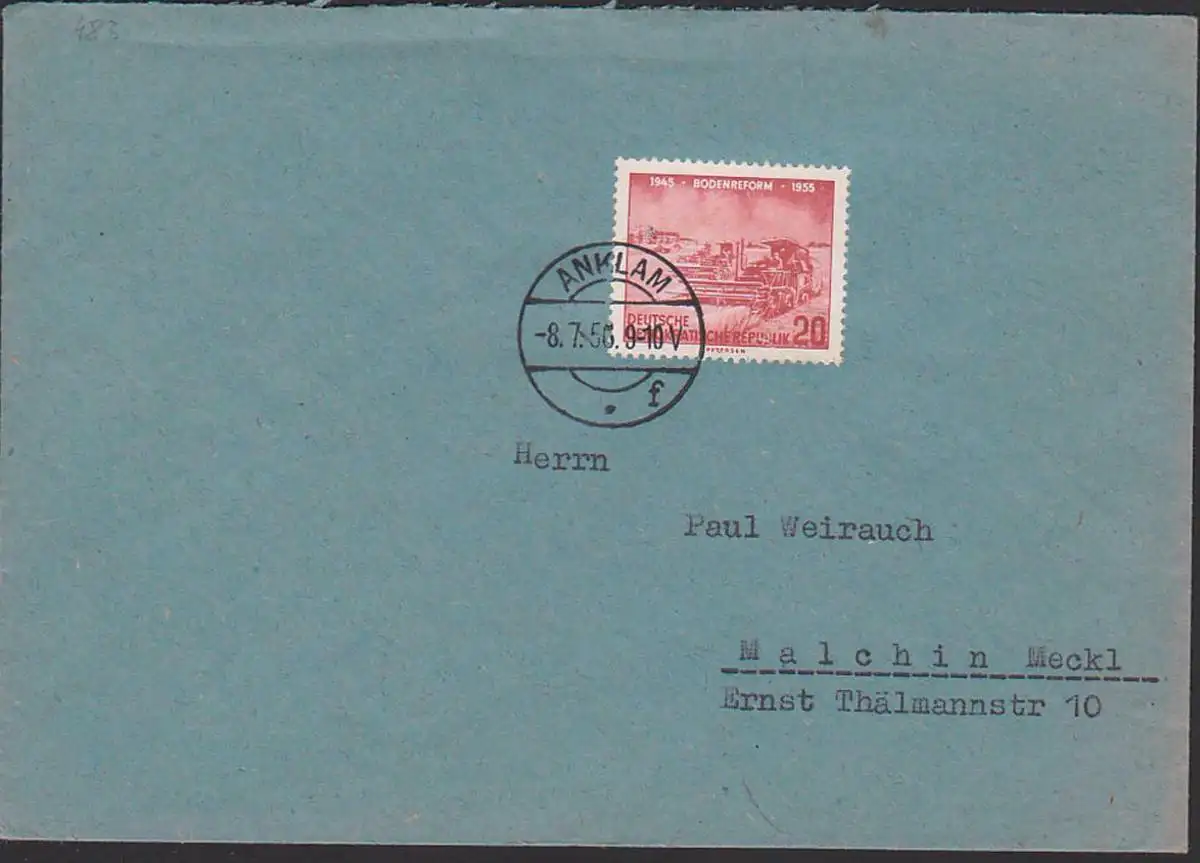 483
1945 · BODENREFORM · 1955
DEUTSCHE
DEMOKRATISCHE REPUBLIK 20
ANKLAM
-8.7.56.9-10V
f
Herrn
Paul Weirauch
Malchin Meckl
Ernst Thälmannstr 10